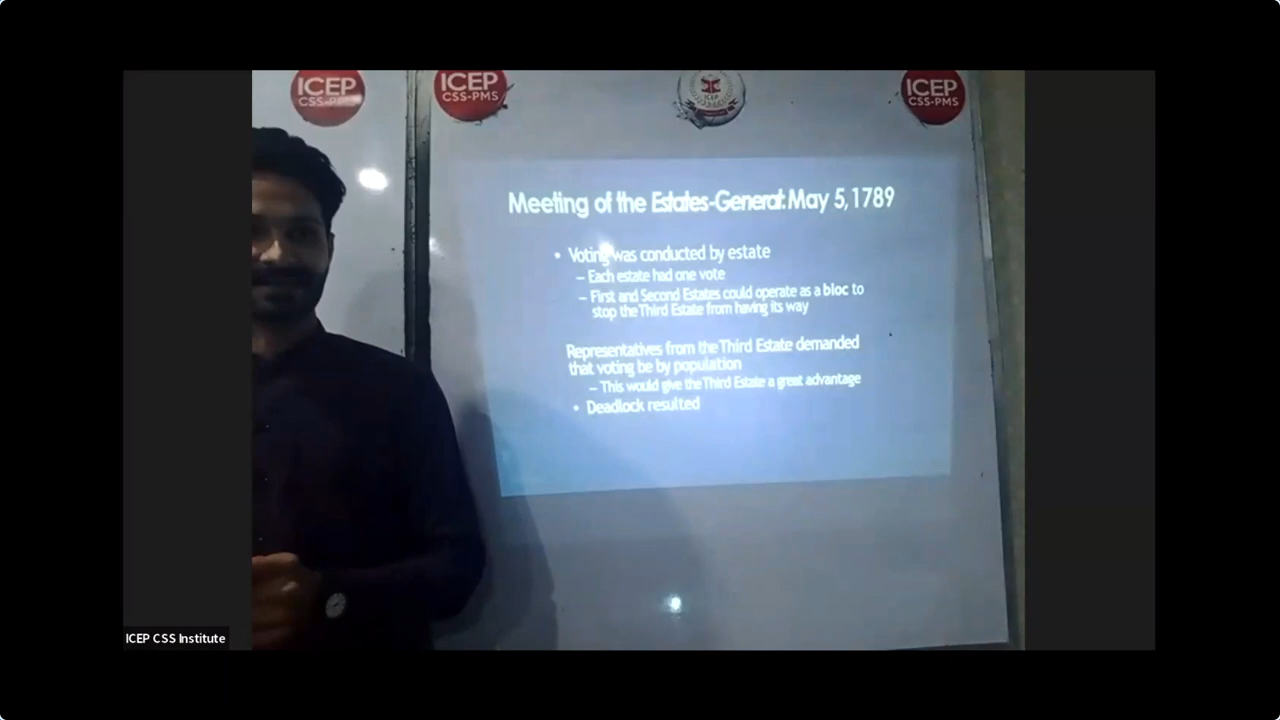 ICEP
CSS-PMS
ICEP
CSS-PMS
ICEP
ICEP
CSS-PMS
Meeting of the Estates-General: May 5, 1789
• Voting was conducted by estate
– Each estate had one vote
– First and Second Estates could operate as a bloc to
stop the Third Estate from having its way
Representatives from the Third Estate demanded
that voting be by population
– This would give the Third Estate a great advantage
• Deadlock resulted
ICEP CSS Institute